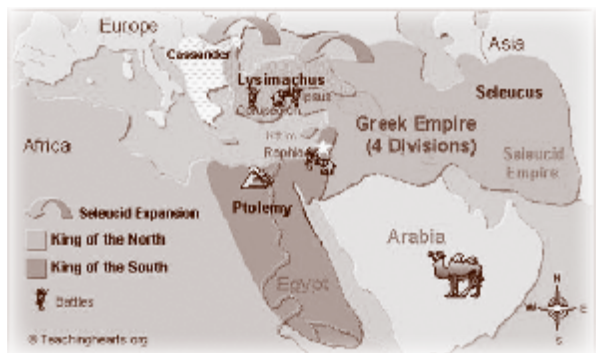 Europe
Asia
Cassander
Lysimachus
Ipsus
Seleucus
Greek Empire
(4 Divisions)
Africa
Raphia
Seleucid
Empire
Ptolemy
Seleucid Expansion
King of the North
King of the South
Arabia
Egypt
Battles
N
W
E
S
© Teachinghearts.org